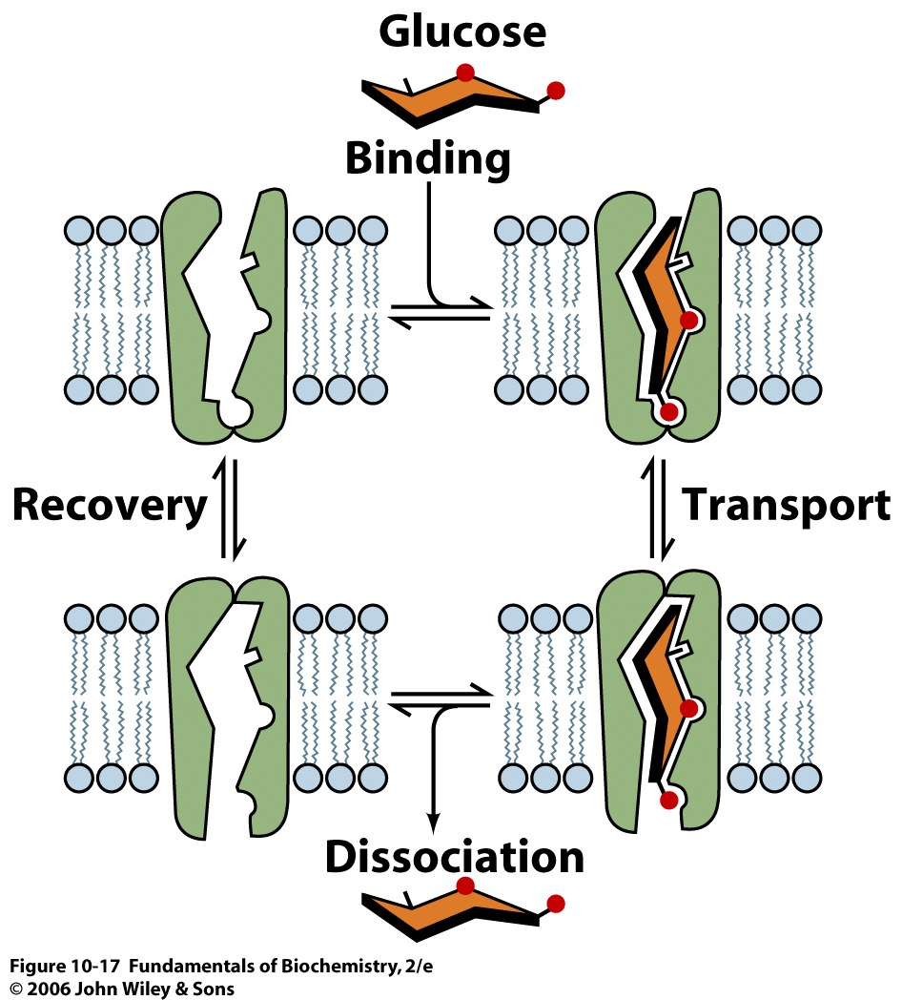 Glucose
Binding
Recovery
Transport
Dissociation
Figure 10-17 Fundamentals of Biochemistry, 2/e
© 2006 John Wiley & Sons